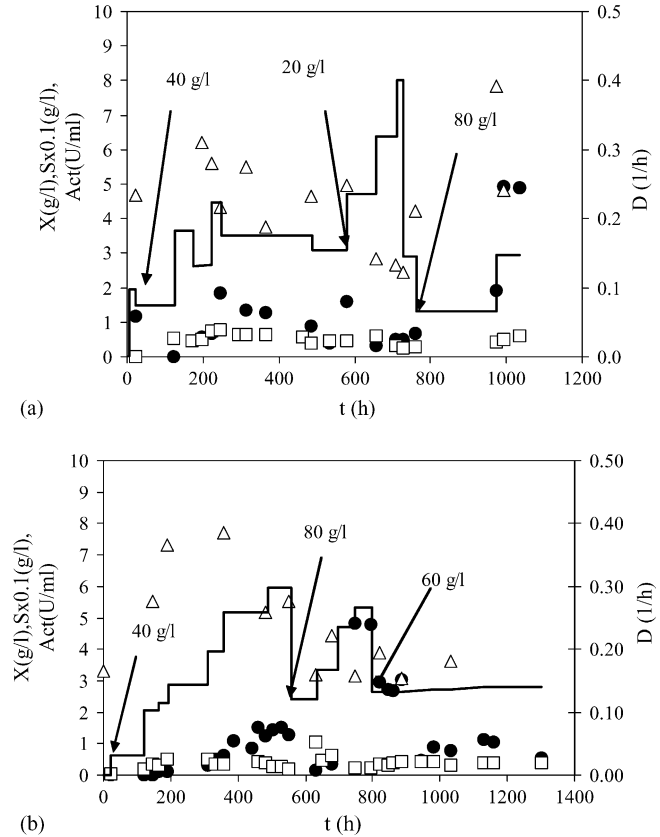 10
9
8
7
6
5
4
3
2
1
0
X(g/l),Sx0.1(g/l),
Act(U/ml)
40 g/l
20 g/l
80 g/l
0.5
0.4
0.3
0.2
0.1
0.0
D (1/h)
0 200 400 600 800 1000 1200
(a) t (h)
10
9
8
7
6
5
4
3
2
1
0
X(g/l),Sx0.1(g/l),
Act(U/ml)
40 g/l
80 g/l
60 g/l
0.50
0.40
0.30
0.20
0.10
0.00
D (1/h)
0 200 400 600 800 1000 1200 1400
(b) t (h)